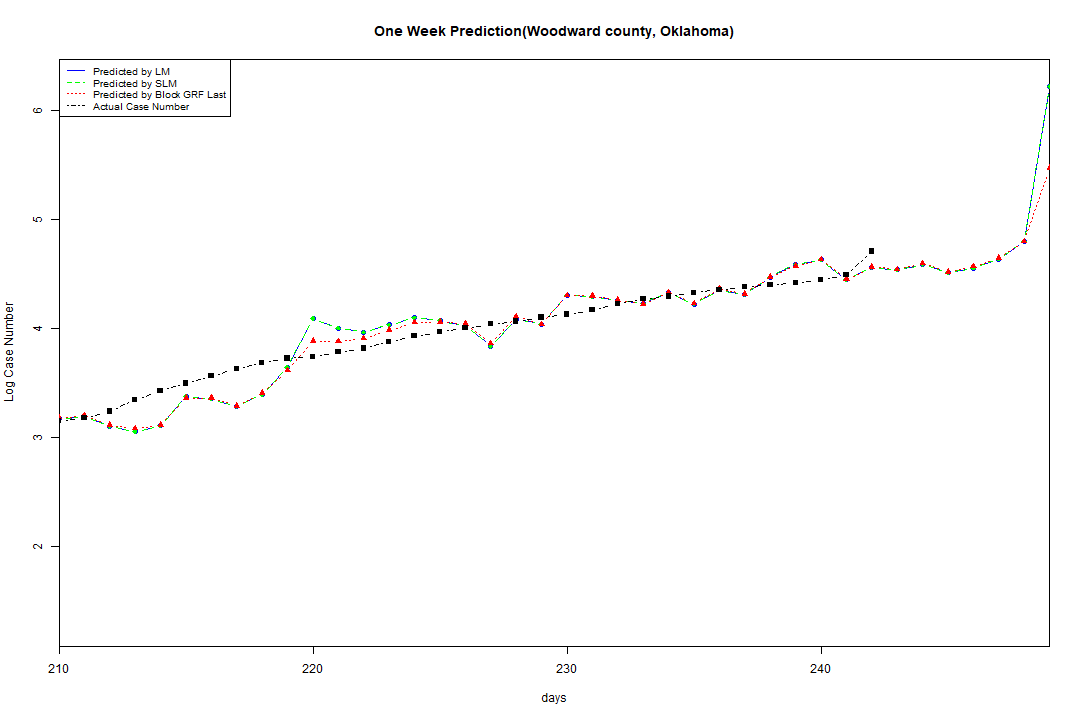 One Week Prediction(Woodward county, Oklahoma)
Predicted by LM
Predicted by SLM
Predicted by Block GRF Last
Actual Case Number
Log Case Number
6
5
4
3
2
210 220 230 240
days